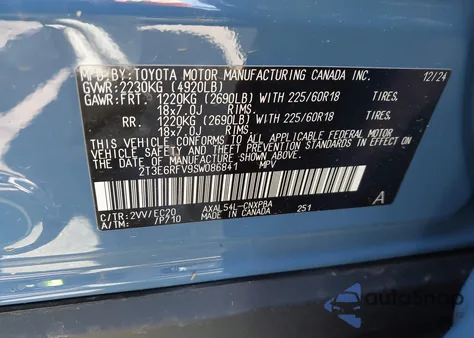 MFD.BY:TOYOTA MOTOR MANUFACTURING CANADA INC. 12/24
GVWR:2230KG (4920LB)
GAWR:FRT. 1220KG (2690LB) WITH 225/60R18 TIRES.
18x7.0J RIMS.
RR. 1220KG (2690LB) WITH 225/60R18 TIRES.
18x7.0J RIMS.
THIS VEHICLE CONFORMS TO ALL APPLICABLE FEDERAL MOTOR
VEHICLE SAFETY AND THEFT PREVENTION STANDARDS IN EFFECT ON
THE DATE OF MANUFACTURE SHOWN ABOVE.
2T3E6RFV9SW086841 MPV
A
C/TR:2VV/EC20 AXAL54L-CNXPBA 251
A/TM: 7P710 MADE IN CANADA
autoSnap